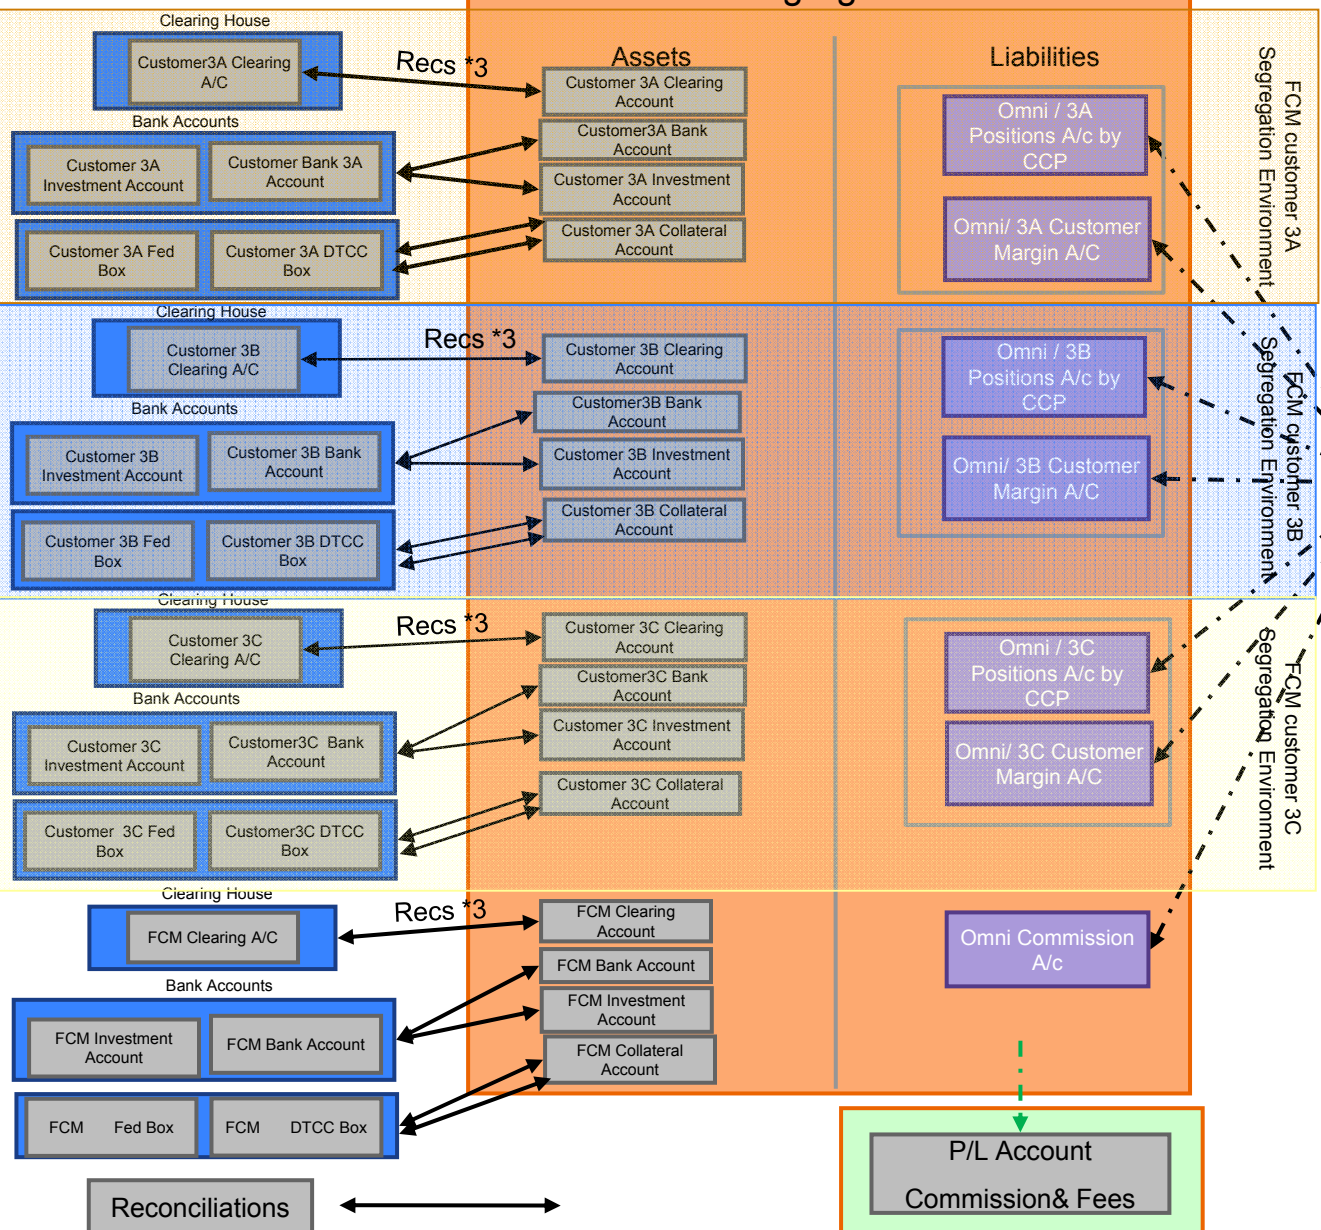 Clearing House
Customer3A Clearing
A/C
Recs *3
Assets
Liabilities
Customer 3A Clearing
Account
Bank Accounts
Customer 3A
Investment Account
Customer Bank 3A
Account
Customer3A Bank
Account
Customer 3A Investment
Account
Customer 3A Fed
Box
Customer 3A DTCC
Box
Customer 3A Collateral
Account
Omni / 3A
Positions A/c by
CCP
Omni/ 3A Customer
Margin A/C
FCM customer 3A
Segregation Environment
Clearing House
Customer 3B
Clearing A/C
Recs *3
Customer 3B Clearing
Account
Bank Accounts
Customer 3B
Investment Account
Customer 3B Bank
Account
Customer3B Bank
Account
Customer 3B Investment
Account
Customer 3B Fed
Box
Customer 3B DTCC
Box
Customer 3B Collateral
Account
Omni / 3B
Positions A/c by
CCP
Omni/ 3B Customer
Margin A/C
FCM customer 3B
Segregation Environment
Clearing House
Customer 3C
Clearing A/C
Recs *3
Customer 3C Clearing
Account
Bank Accounts
Customer 3C
Investment Account
Customer3C Bank
Account
Customer3C Bank
Account
Customer 3C Investment
Account
Customer 3C Fed
Box
Customer3C DTCC
Box
Customer 3C Collateral
Account
Omni / 3C
Positions A/c by
CCP
Omni/ 3C Customer
Margin A/C
FCM customer 3C
Segregation Environment
Clearing House
FCM Clearing A/C
Recs *3
FCM Clearing
Account
Bank Accounts
FCM Investment
Account
FCM Bank Account
FCM Bank Account
FCM Investment
Account
FCM Fed Box
FCM DTCC Box
FCM Collateral
Account
Omni Commission
A/c
P/L Account
Commission& Fees
Reconciliations